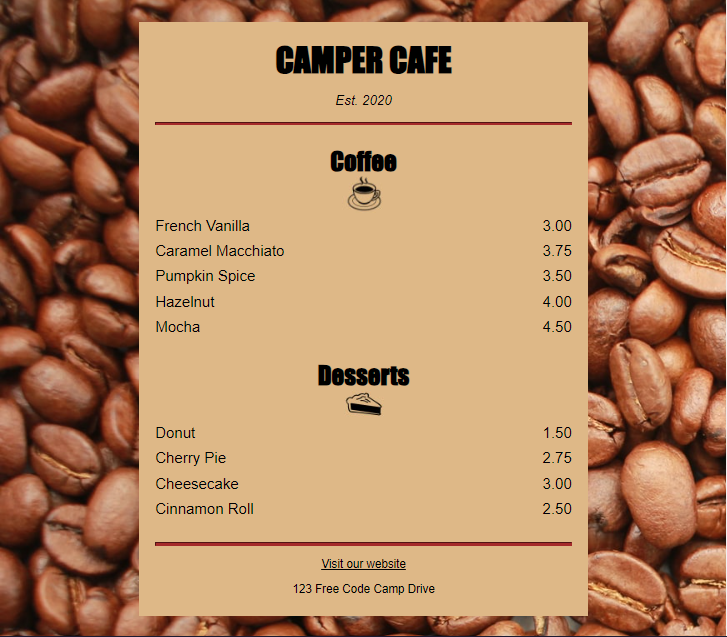 CAMPER CAFE
Est. 2020
Coffee
French Vanilla 3.00
Caramel Macchiato 3.75
Pumpkin Spice 3.50
Hazelnut 4.00
Mocha 4.50
Desserts
Donut 1.50
Cherry Pie 2.75
Cheesecake 3.00
Cinnamon Roll 2.50
Visit our website
123 Free Code Camp Drive